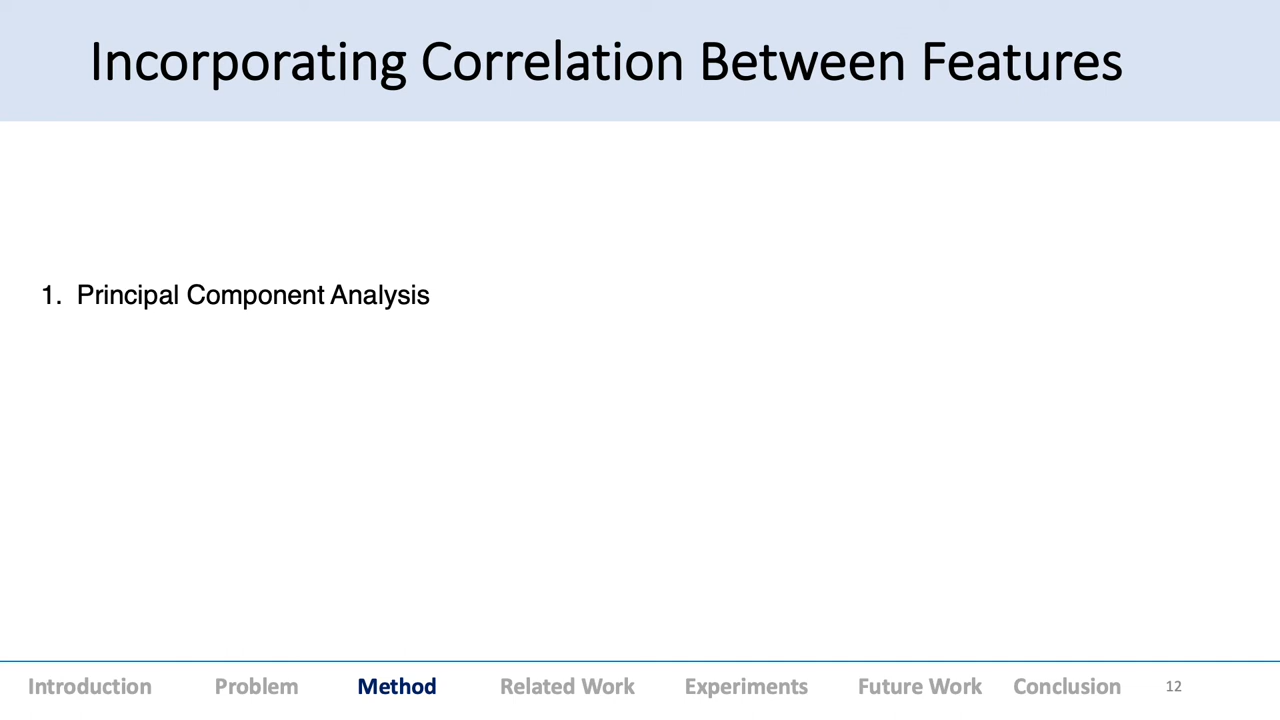 Incorporating Correlation Between Features
1. Principal Component Analysis
Introduction Problem Method Related Work Experiments Future Work Conclusion 12